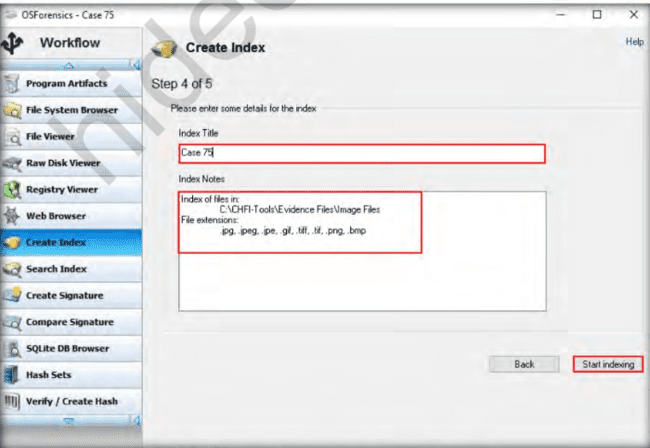 OSForensics - Case 75
Workflow
Program Artifacts
File System Browser
File Viewer
Raw Disk Viewer
Registry Viewer
Web Browser
Create Index
Search Index
Create Signature
Compare Signature
SQLite DB Browser
Hash Sets
Verify / Create Hash
Create Index
Help
Step 4 of 5
Please enter some details for the index
Index Title
Case 75
Index Notes
Index of files in:
C:\CHFI-Tools\Evidence Files\Image Files
File extensions:
.jpg, .jpeg, .jpe, .gif, .tiff, .tif, .png, .bmp
Back
Start indexing